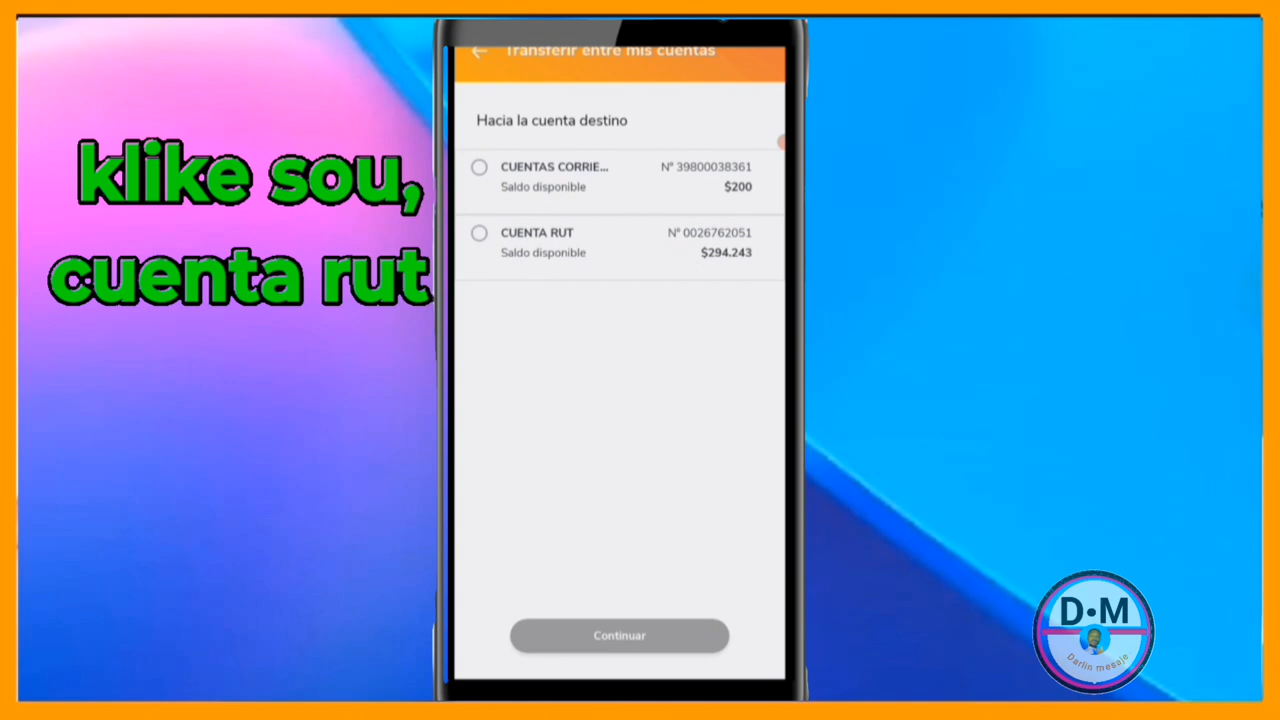 klike sou,
cuenta rut
Transferir entre mis cuentas
Hacia la cuenta destino
CUENTAS CORRIE... N° 39800038361
Saldo disponible $200
CUENTA RUT N° 0026762051
Saldo disponible $294.243
Continuar
D•M
Darlin mesaje